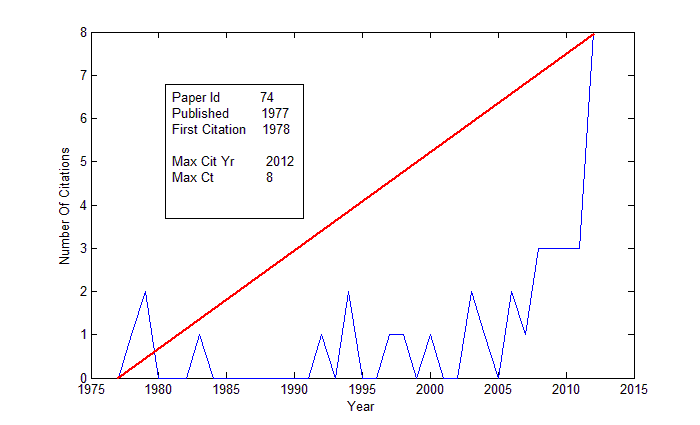 8
7
6
5
4
3
2
1
0
Number Of Citations
Paper Id 74
Published 1977
First Citation 1978
Max Cit Yr 2012
Max Ct 8
1975 1980 1985 1990 1995 2000 2005 2010 2015
Year